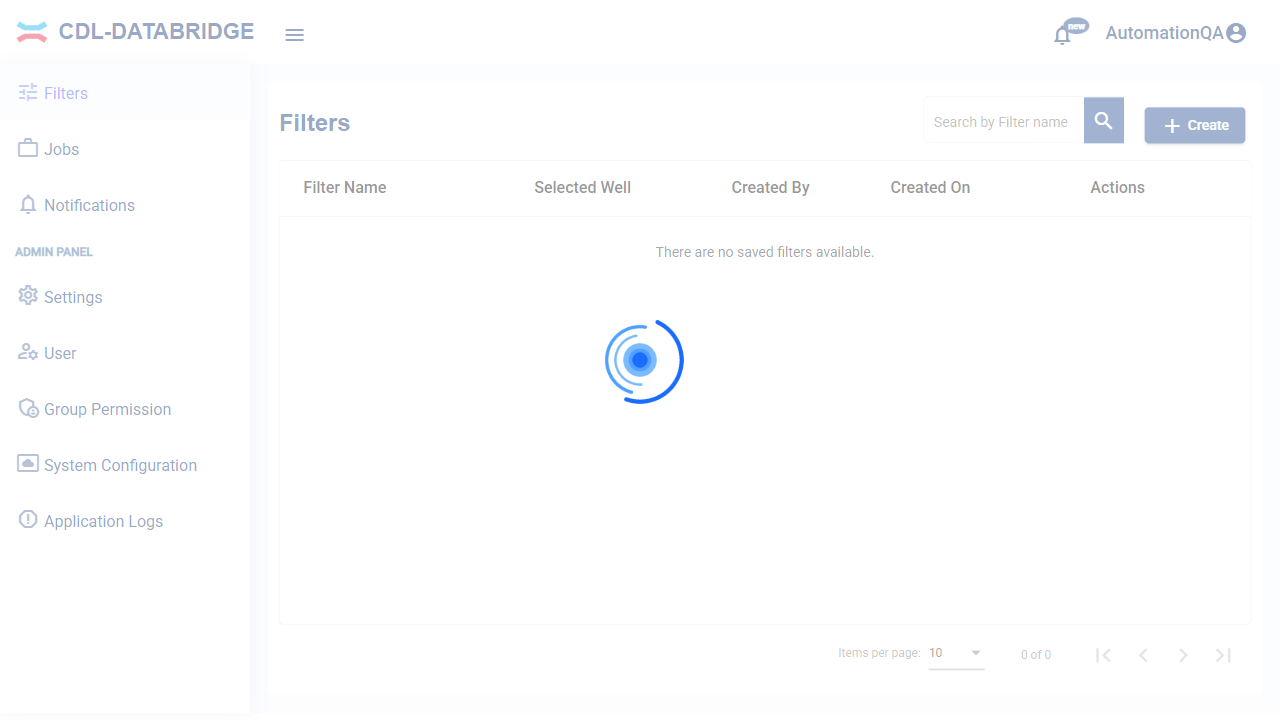 CDL-DATABRIDGE
new
AutomationQA
Filters
Jobs
Notifications
ADMIN PANEL
Settings
User
Group Permission
System Configuration
Application Logs
Filters
Search by Filter name
Create
Filter Name Selected Well Created By Created On Actions
There are no saved filters available.
Items per page: 10 0 of 0